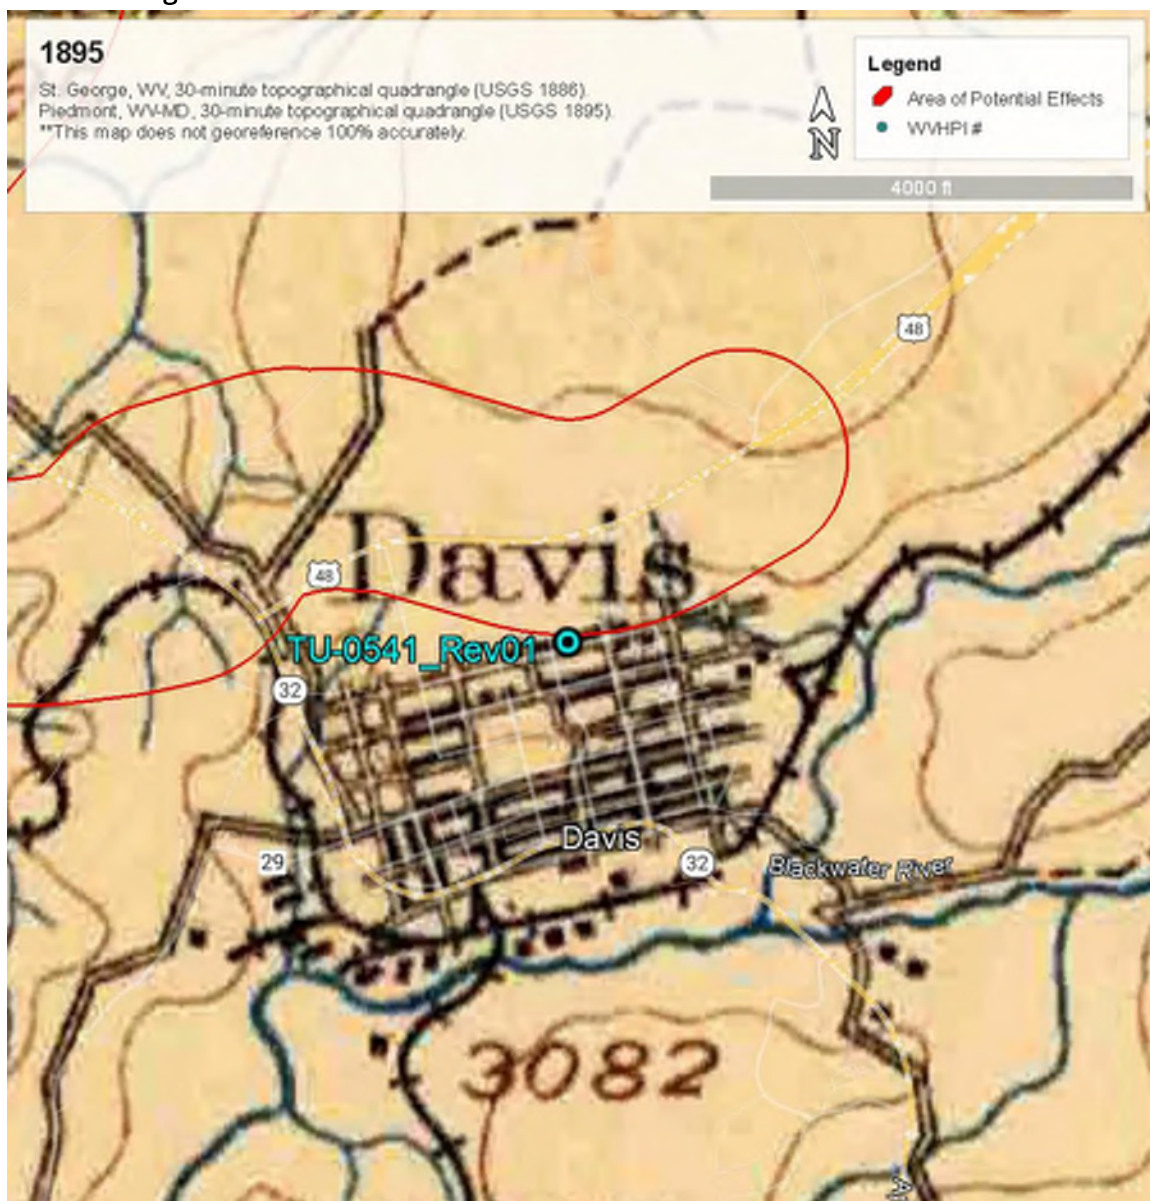 1895
St. George, WV, 30-minute topographical quadrangle (USGS 1886).
Piedmont, WV-MD, 30-minute topographical quadrangle (USGS 1895).
**This map does not georeference 100% accurately.
N
Legend
Area of Potential Effects
WVHPI #
4000 ft
48
Davis
48
TU-0541_Rev01
32
Davis
29
32
Blackwater River
3082